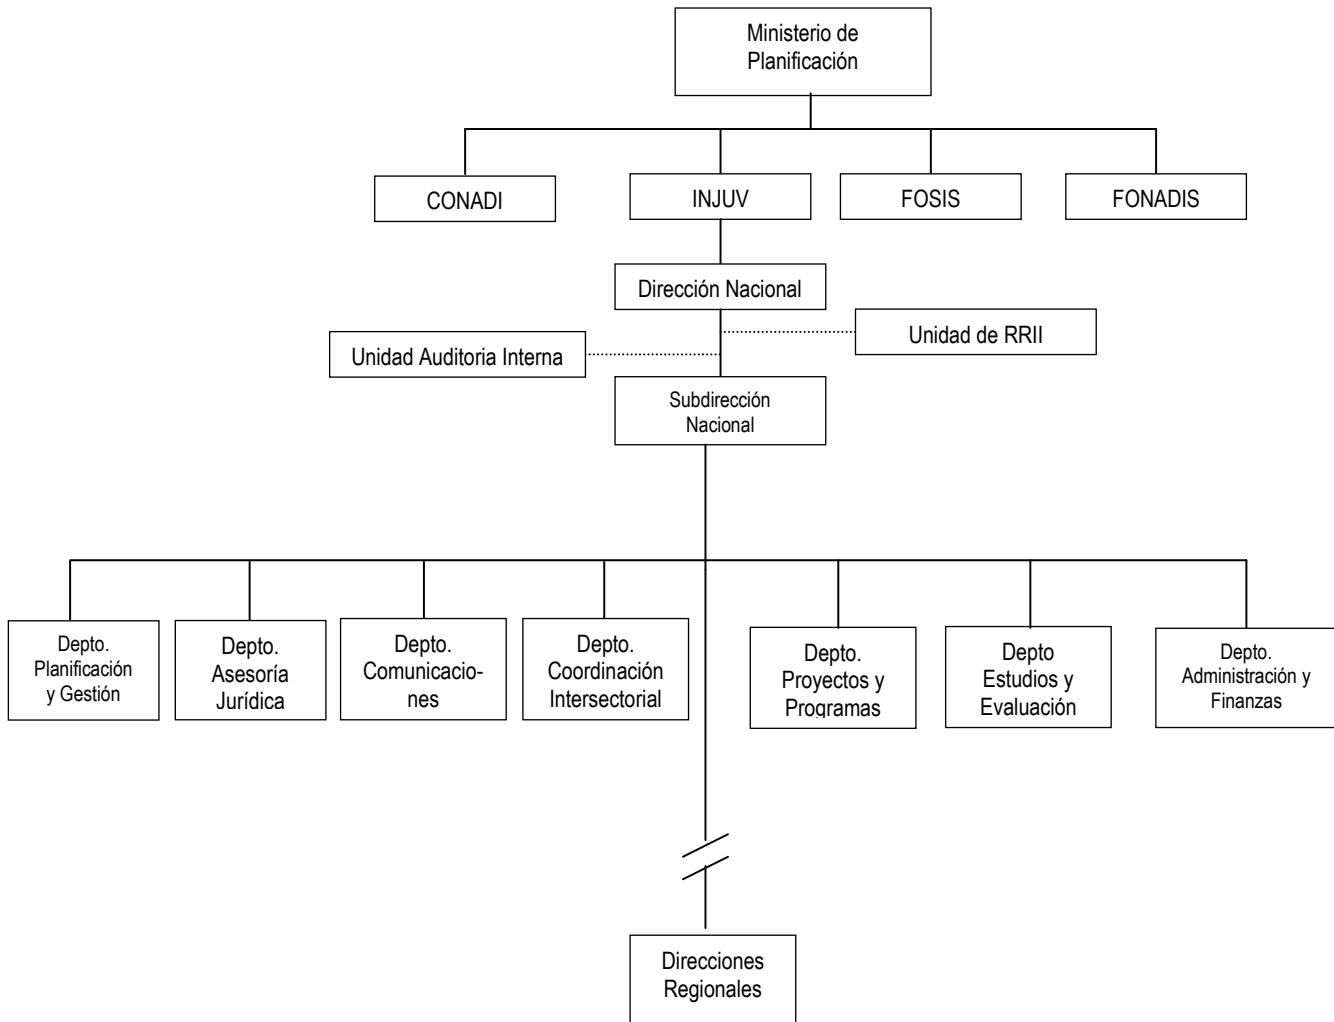 Ministerio de
Planificación
CONADI
INJUV
FOSIS
FONADIS
Dirección Nacional
Unidad de RRII
Unidad Auditoria Interna
Subdirección
Nacional
Depto.
Planificación
y Gestión
Depto.
Asesoría
Jurídica
Depto.
Comunicacio-
nes
Depto.
Coordinación
Intersectorial
Depto.
Proyectos y
Programas
Depto
Estudios y
Evaluación
Depto.
Administración y
Finanzas
Direcciones
Regionales